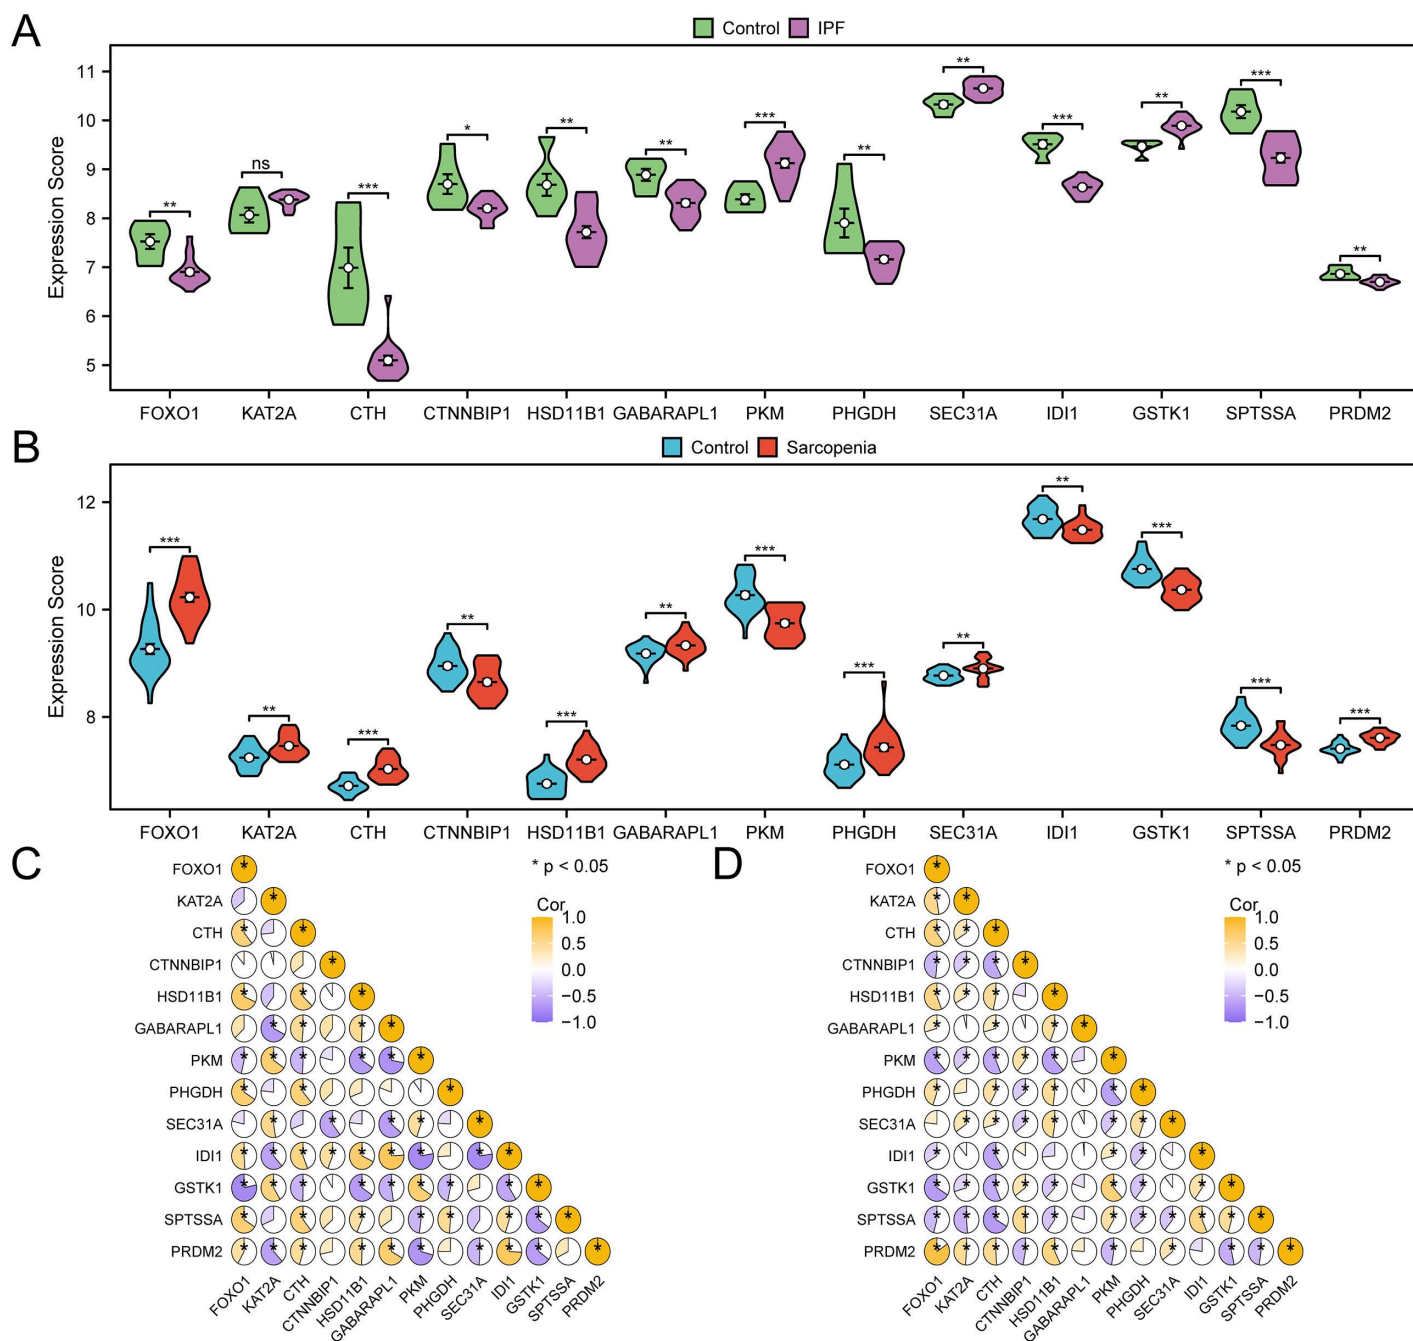 A
Control IPF
Expression Score
11
10
9
8
7
6
5
** ns *** * ** ** *** ** ** *** ** *** **
FOXO1 KAT2A CTH CTNNBIP1 HSD11B1 GABARAPL1 PKM PHGDH SEC31A IDI1 GSTK1 SPTSSA PRDM2
B
Control Sarcopenia
Expression Score
12
10
8
*** ** *** ** *** ** *** *** ** ** *** *** ***
FOXO1 KAT2A CTH CTNNBIP1 HSD11B1 GABARAPL1 PKM PHGDH SEC31A IDI1 GSTK1 SPTSSA PRDM2
C
* p < 0.05
Cor
1.0
0.5
0.0
−0.5
−1.0
FOXO1
KAT2A
CTH
CTNNBIP1
HSD11B1
GABARAPL1
PKM
PHGDH
SEC31A
IDI1
GSTK1
SPTSSA
PRDM2
FOXO1 KAT2A CTH CTNNBIP1 HSD11B1 GABARAPL1 PKM PHGDH SEC31A IDI1 GSTK1 SPTSSA PRDM2
D
* p < 0.05
Cor
1.0
0.5
0.0
−0.5
−1.0
FOXO1
KAT2A
CTH
CTNNBIP1
HSD11B1
GABARAPL1
PKM
PHGDH
SEC31A
IDI1
GSTK1
SPTSSA
PRDM2
FOXO1 KAT2A CTH CTNNBIP1 HSD11B1 GABARAPL1 PKM PHGDH SEC31A IDI1 GSTK1 SPTSSA PRDM2